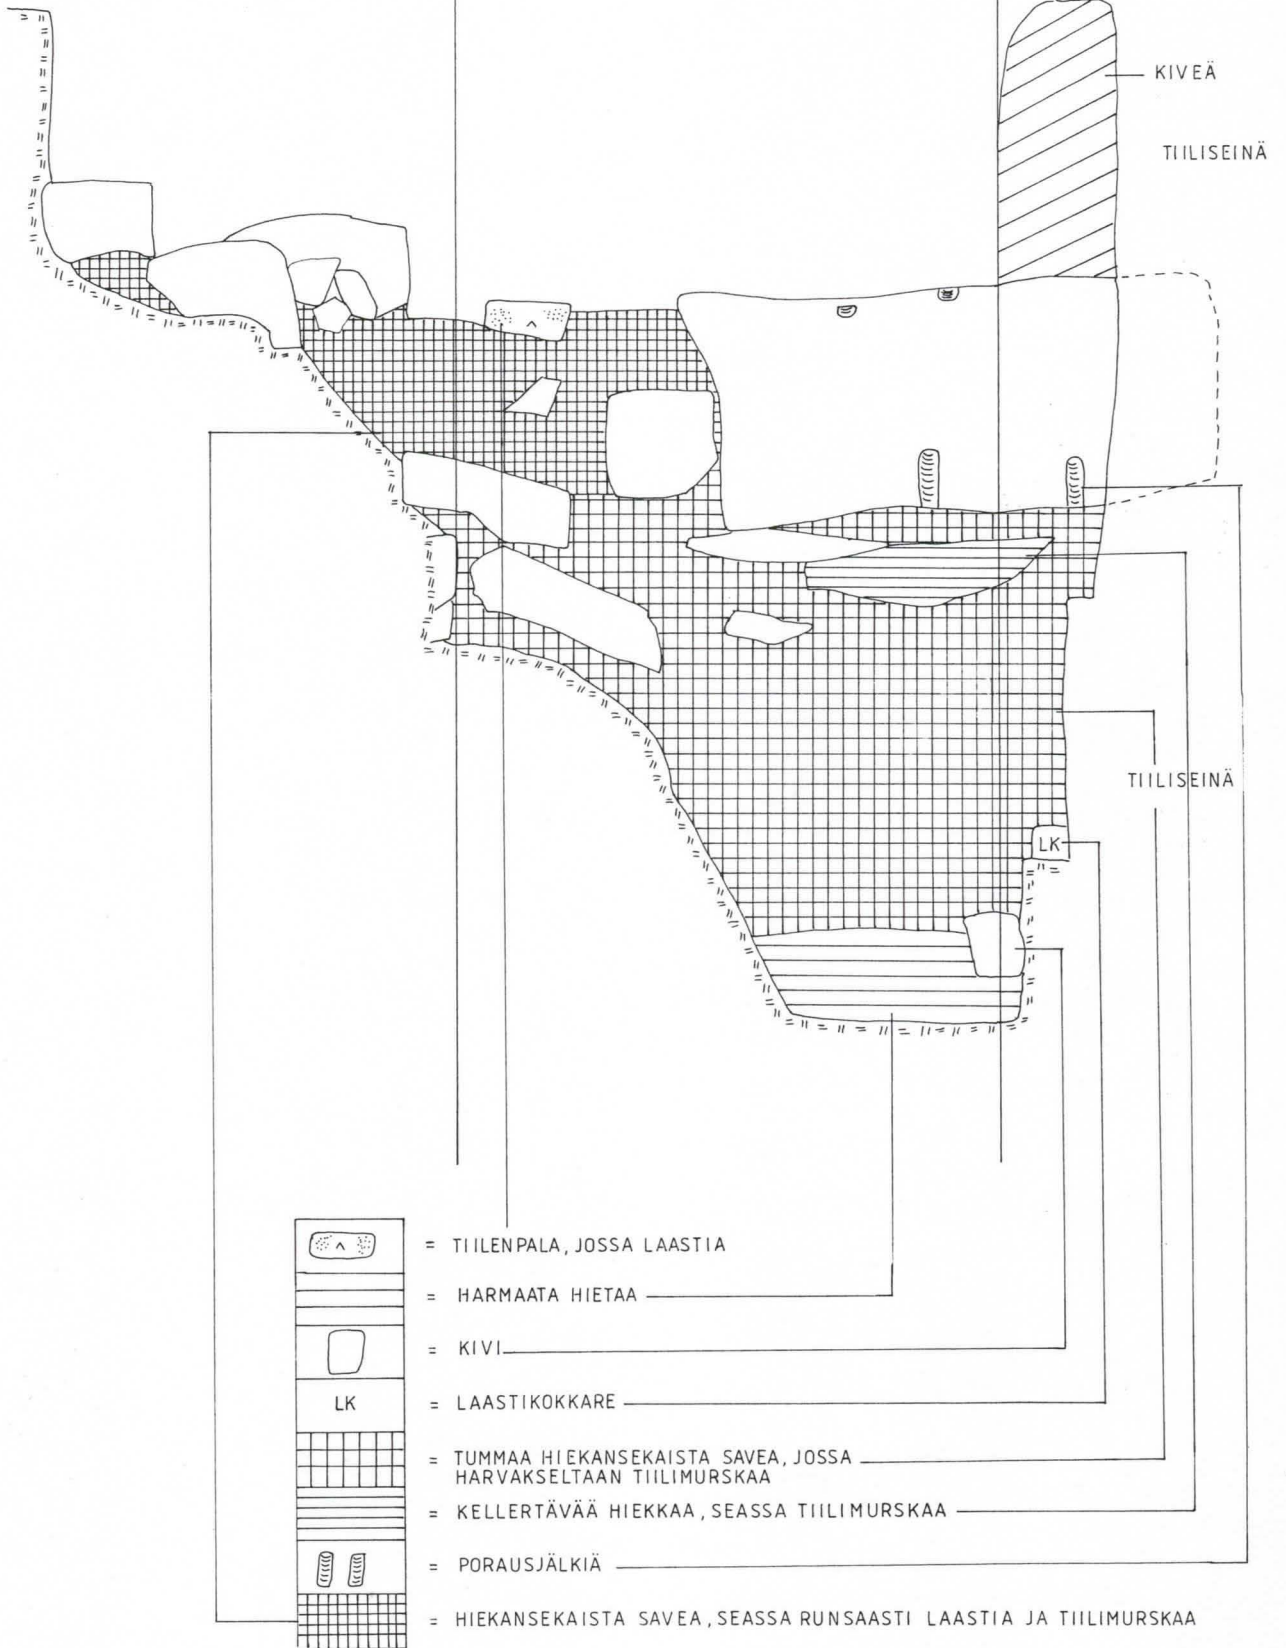 KIVEÄ
TIILISEINÄ
TIILISEINÄ
LK
= TIILENPALA, JOSSA LAASTIA
= HARMAATA HIETAA
= KIVI
LK = LAASTIKOKKARE
= TUMMAA HIEKANSEKAISTA SAVEA, JOSSA
HARVAKSELTAAN TIILIMURSKAA
= KELLERTÄVÄÄ HIEKKAA, SEASSA TIILIMURSKAA
= PORAUSJÄLKIÄ
= HIEKANSEKAISTA SAVEA, SEASSA RUNSAASTI LAASTIA JA TIILIMURSKAA